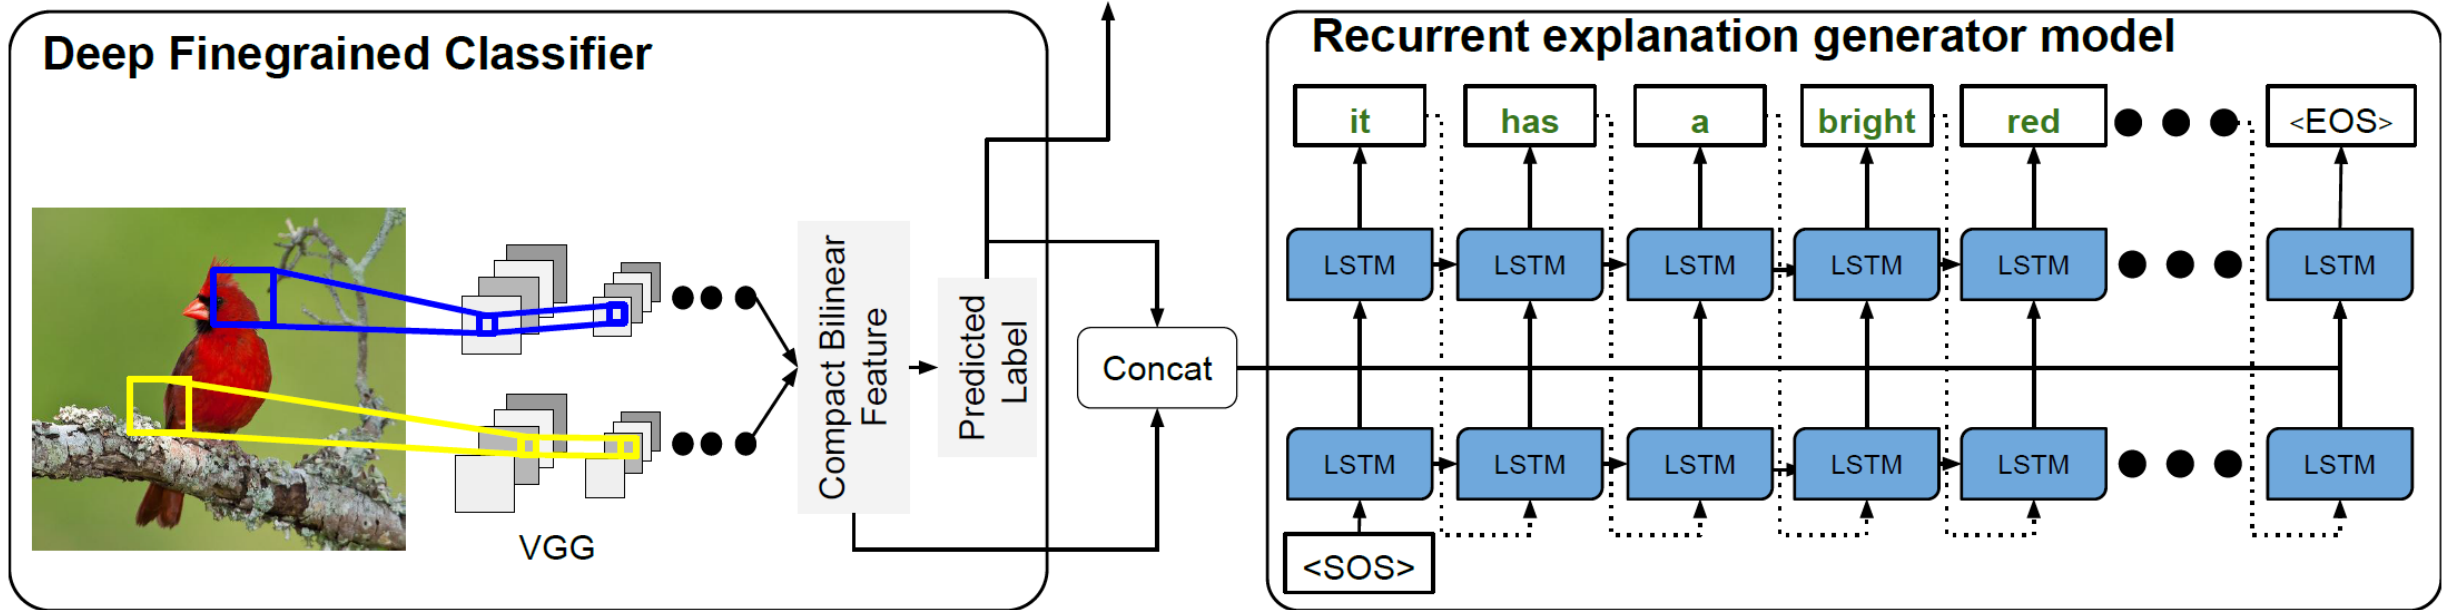 Deep Finegrained Classifier
VGG
Compact Bilinear
Feature
Predicted
Label
Concat
Recurrent explanation generator model
it has a bright red <EOS>
LSTM LSTM LSTM LSTM LSTM LSTM
LSTM LSTM LSTM LSTM LSTM LSTM
<SOS>